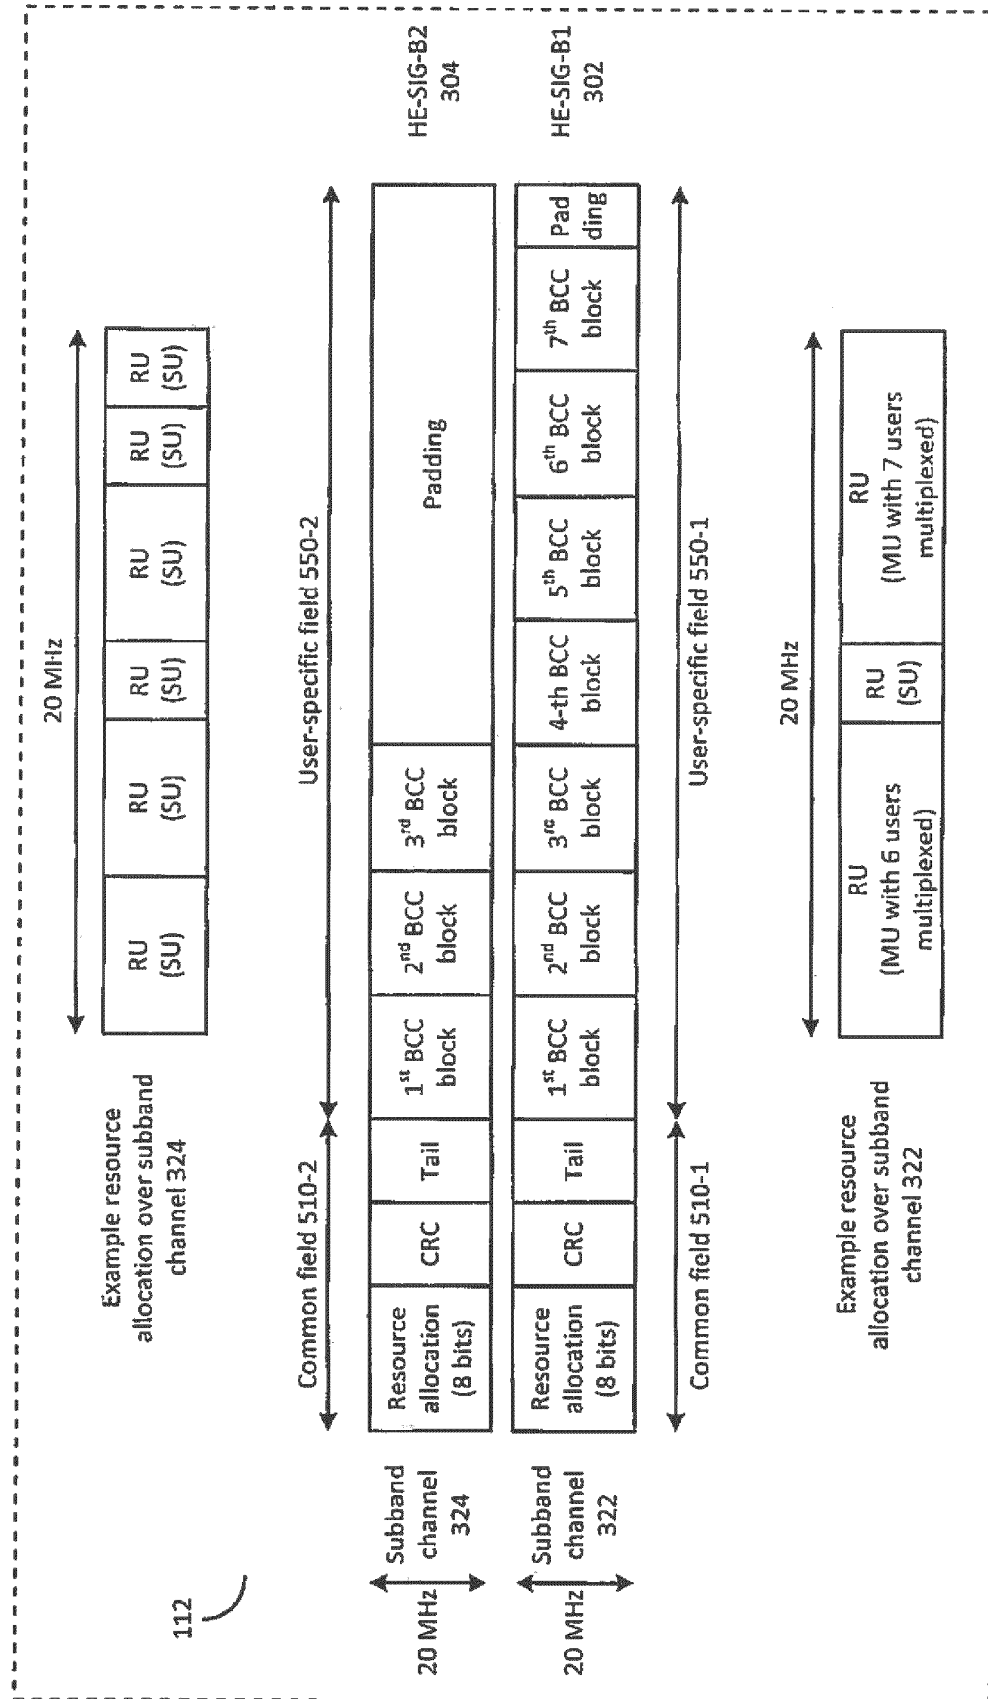 112
Example resource
allocation over subband
channel 324
20 MHz
RU
(SU)
RU
(SU)
RU
(SU)
RU
(SU)
RU
(SU)
RU
(SU)
Common field 510-2
User-specific field 550-2
20 MHz
Subband
channel
324
Resource
allocation
(8 bits)
CRC
Tail
1st BCC
block
2nd BCC
block
3rd BCC
block
Padding
HE-SIG-B2
304
20 MHz
Subband
channel
322
Resource
allocation
(8 bits)
CRC
Tail
1st BCC
block
2nd BCC
block
3rd BCC
block
4-th BCC
block
5th BCC
block
6th BCC
block
7th BCC
block
Pad
ding
HE-SIG-B1
302
Common field 510-1
User-specific field 550-1
Example resource
allocation over subband
channel 322
20 MHz
RU
(MU with 6 users
multiplexed)
RU
(SU)
RU
(MU with 7 users
multiplexed)